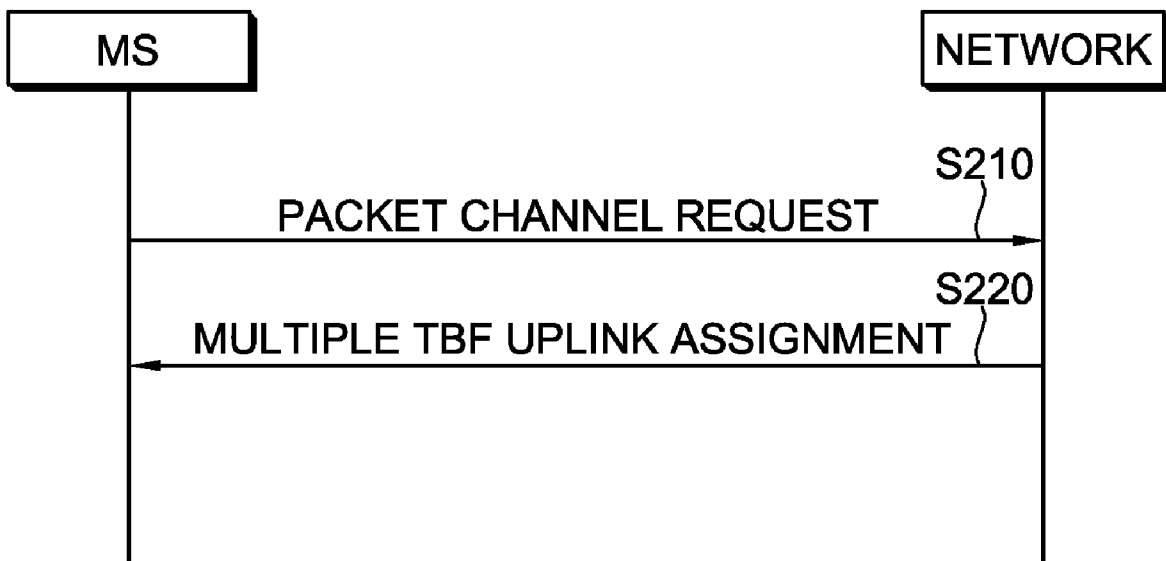 MS
NETWORK
S210
PACKET CHANNEL REQUEST
S220
MULTIPLE TBF UPLINK ASSIGNMENT